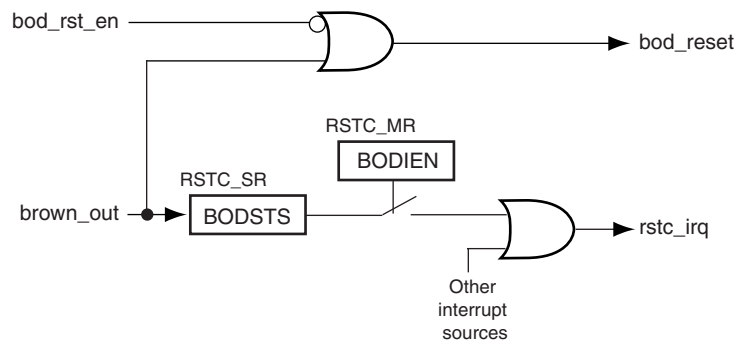 bod_rst_en
bod_reset
RSTC_MR
BODIEN
RSTC_SR
brown_out
BODSTS
rstc_irq
Other
interrupt
sources